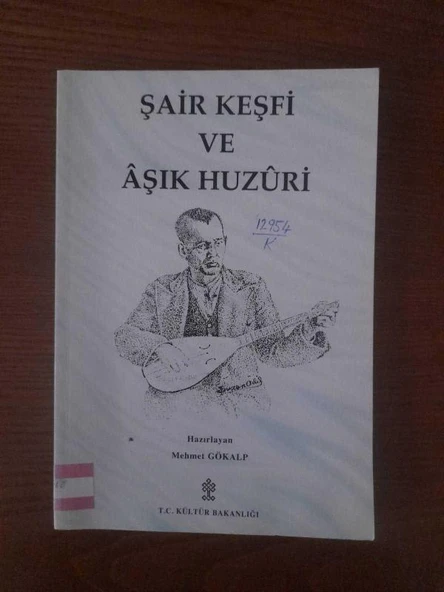 ŞAİR KEŞFİ
VE
ÂŞIK HUZÛRİ
12.954
K
Hazırlayan
Mehmet GÖKALP
T.C. KÜLTÜR BAKANLIĞI